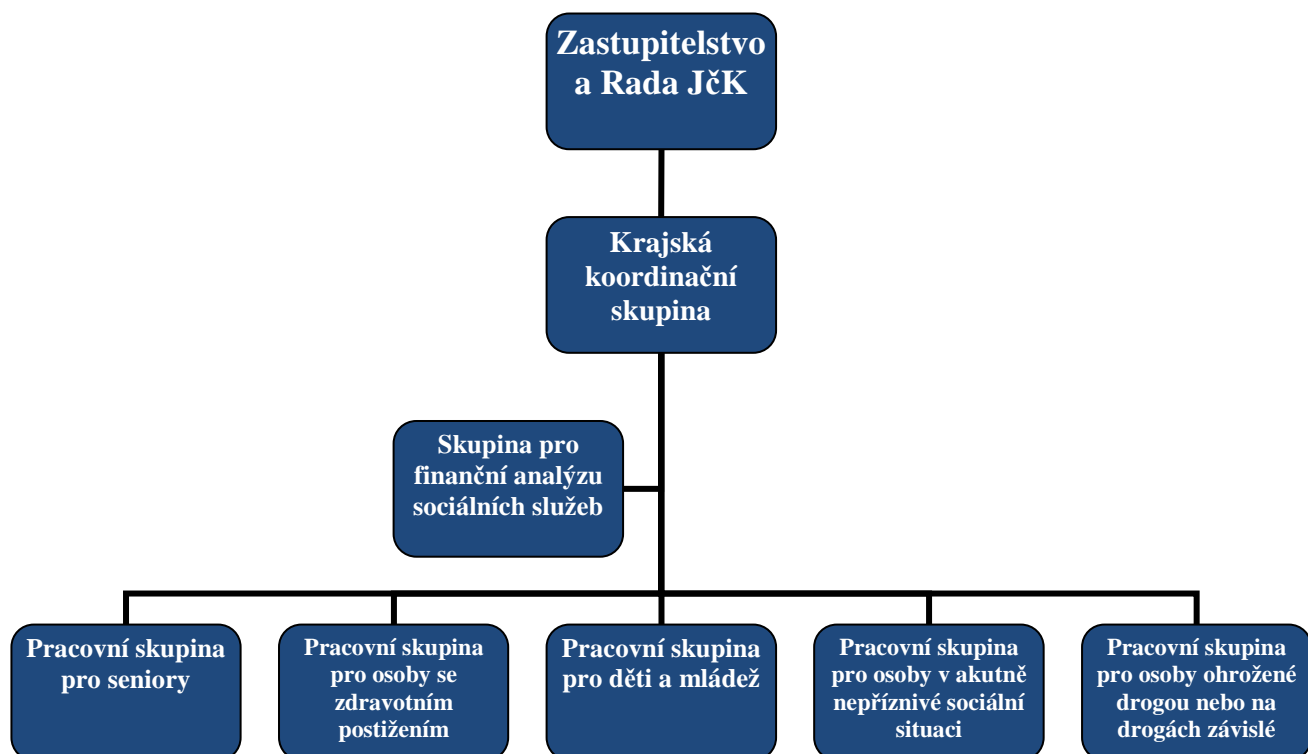 Zastupitelstvo
a Rada JčK
Krajská
koordinační
skupina
Skupina pro
finanční analýzu
sociálních služeb
Pracovní skupina
pro seniory
Pracovní skupina
pro osoby se
zdravotním
postižením
Pracovní skupina
pro děti a mládež
Pracovní skupina
pro osoby v akutně
nepříznivé sociální
situaci
Pracovní skupina
pro osoby ohrožené
drogou nebo na
drogách závislé